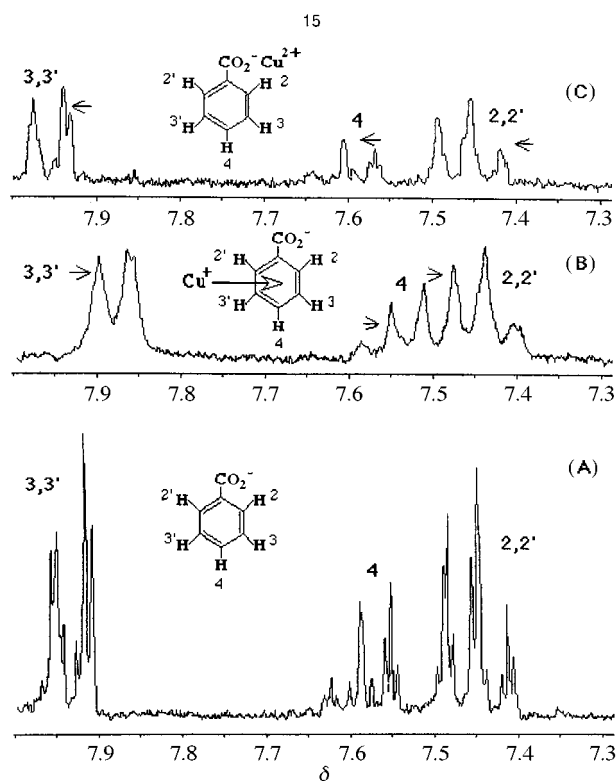 15
CO₂⁻ Cu²⁺
3,3'
2' H H 2
(C)
4
2,2'
3' H H 3
H
4
7.9 7.8 7.7 7.6 7.5 7.4 7.3
CO₂⁻
3,3'
2' H H 2
(B)
Cu⁺
4
2,2'
3' H H 3
H
4
7.9 7.8 7.7 7.6 7.5 7.4 7.3
(A)
3,3'
CO₂⁻
2' H H 2
2,2'
4
3' H H 3
H
4
7.9 7.8 7.7 7.6 7.5 7.4 7.3
δ